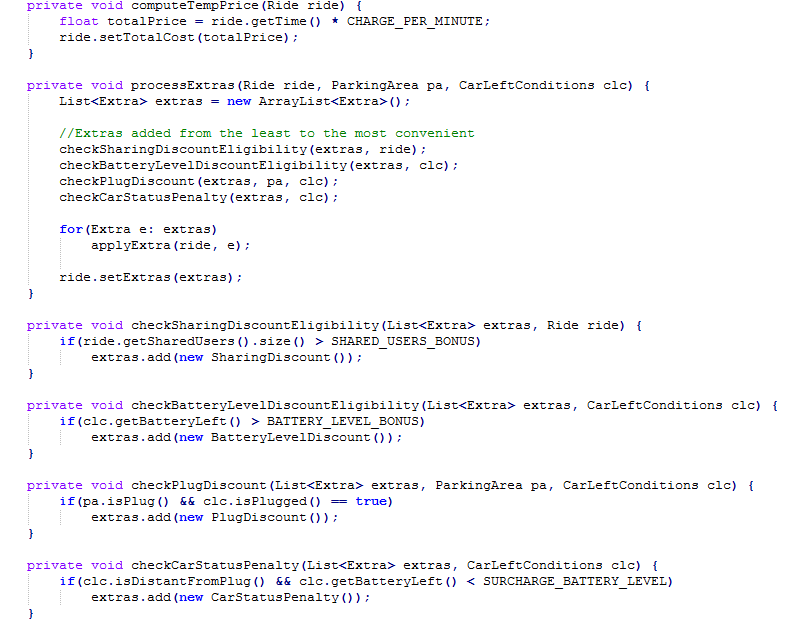 private void computeTempPrice(Ride ride) {
    float totalPrice = ride.getTime() * CHARGE_PER_MINUTE;
    ride.setTotalCost(totalPrice);
}

private void processExtras(Ride ride, ParkingArea pa, CarLeftConditions clc) {
    List<Extra> extras = new ArrayList<Extra>();

    //Extras added from the least to the most convenient
    checkSharingDiscountEligibility(extras, ride);
    checkBatteryLevelDiscountEligibility(extras, clc);
    checkPlugDiscount(extras, pa, clc);
    checkCarStatusPenalty(extras, clc);

    for(Extra e: extras)
        applyExtra(ride, e);

    ride.setExtras(extras);
}

private void checkSharingDiscountEligibility(List<Extra> extras, Ride ride) {
    if(ride.getSharedUsers().size() > SHARED_USERS_BONUS)
        extras.add(new SharingDiscount());
}

private void checkBatteryLevelDiscountEligibility(List<Extra> extras, CarLeftConditions clc) {
    if(clc.getBatteryLeft() > BATTERY_LEVEL_BONUS)
        extras.add(new BatteryLevelDiscount());
}

private void checkPlugDiscount(List<Extra> extras, ParkingArea pa, CarLeftConditions clc) {
    if(pa.isPlug() && clc.isPlugged() == true)
        extras.add(new PlugDiscount());
}

private void checkCarStatusPenalty(List<Extra> extras, CarLeftConditions clc) {
    if(clc.isDistantFromPlug() && clc.getBatteryLeft() < SURCHARGE_BATTERY_LEVEL)
        extras.add(new CarStatusPenalty());
}